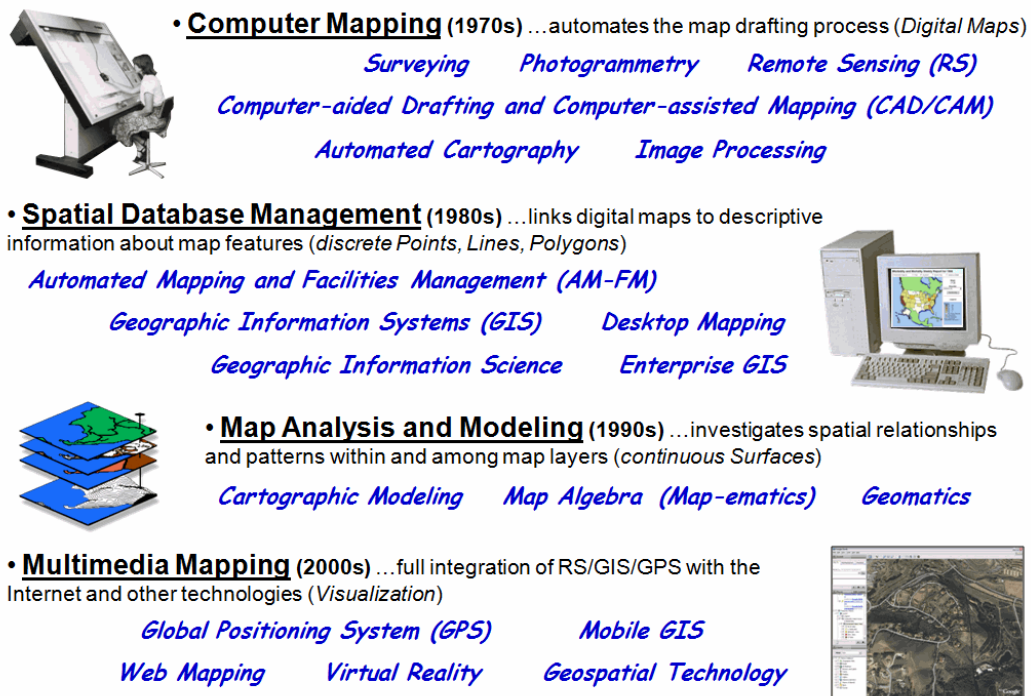 • Computer Mapping (1970s) …automates the map drafting process (Digital Maps)
Surveying Photogrammetry Remote Sensing (RS)
Computer-aided Drafting and Computer-assisted Mapping (CAD/CAM)
Automated Cartography Image Processing
• Spatial Database Management (1980s) …links digital maps to descriptive
information about map features (discrete Points, Lines, Polygons)
Automated Mapping and Facilities Management (AM-FM)
Geographic Information Systems (GIS) Desktop Mapping
Geographic Information Science Enterprise GIS
• Map Analysis and Modeling (1990s) …investigates spatial relationships
and patterns within and among map layers (continuous Surfaces)
Cartographic Modeling Map Algebra (Map-ematics) Geomatics
• Multimedia Mapping (2000s) …full integration of RS/GIS/GPS with the
Internet and other technologies (Visualization)
Global Positioning System (GPS) Mobile GIS
Web Mapping Virtual Reality Geospatial Technology